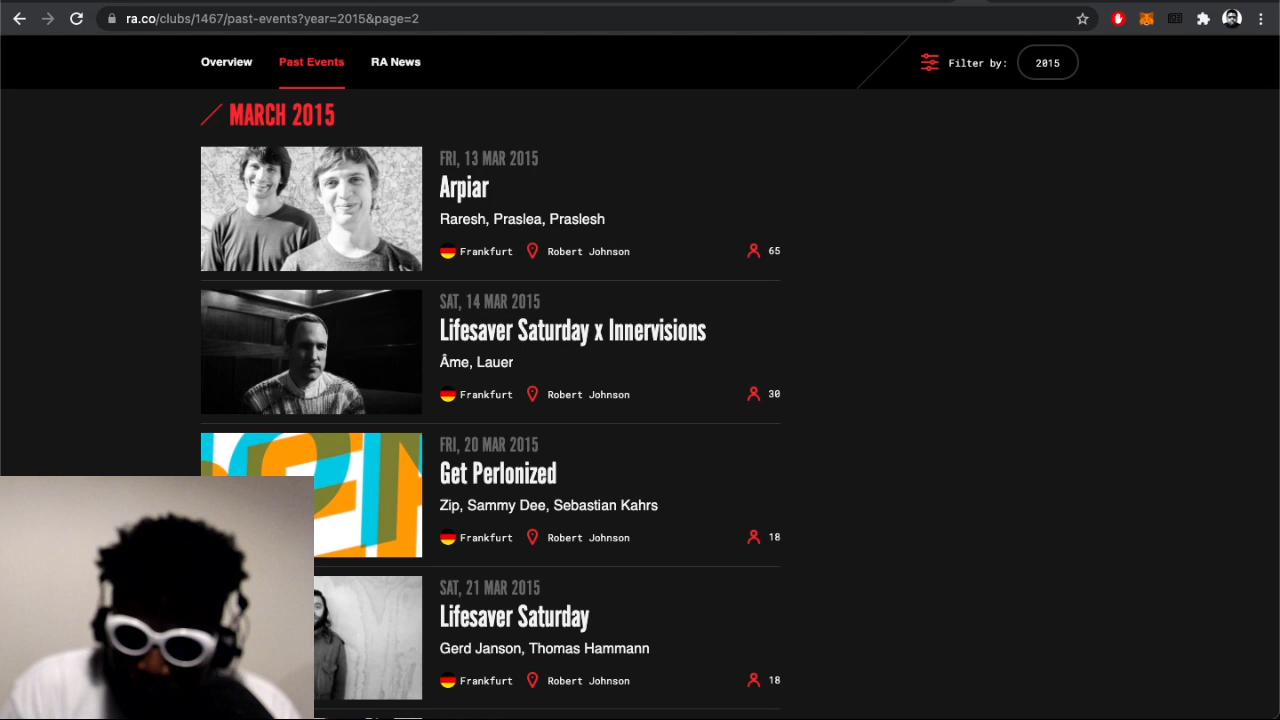 ra.co/clubs/1467/past-events?year=2015&page=2
Overview Past Events RA News Filter by: 2015
MARCH 2015
FRI, 13 MAR 2015
Arpiar
Raresh, Praslea, Praslesh
Frankfurt Robert Johnson 65
SAT, 14 MAR 2015
Lifesaver Saturday x Innervisions
Âme, Lauer
Frankfurt Robert Johnson 30
FRI, 20 MAR 2015
Get Perlonized
Zip, Sammy Dee, Sebastian Kahrs
Frankfurt Robert Johnson 18
SAT, 21 MAR 2015
Lifesaver Saturday
Gerd Janson, Thomas Hammann
Frankfurt Robert Johnson 18